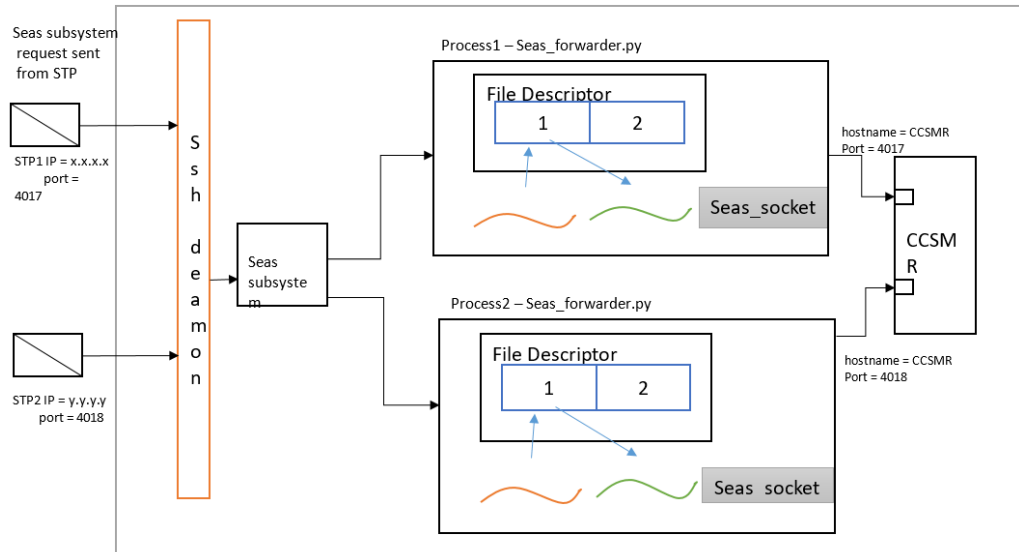 Seas subsystem
request sent
from STP
STP1 IP = x.x.x.x
port =
4017
STP2 IP = y.y.y.y
port = 4018
S
s
h
d
e
a
m
o
n
Seas
subsyste
m
Process1 – Seas_forwarder.py
File Descriptor
1 2
Seas_socket
Process2 – Seas_forwarder.py
File Descriptor
1 2
Seas_socket
hostname = CCSMR
Port = 4017
CCSM
R
hostname = CCSMR
Port = 4018